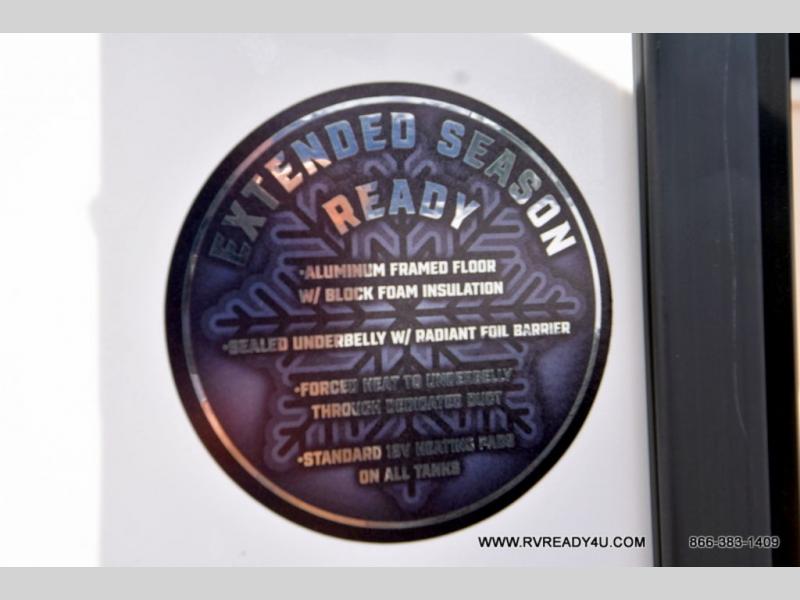 EXTENDED SEASON
READY
•ALUMINUM FRAMED FLOOR
W/ BLOCK FOAM INSULATION
•SEALED UNDERBELLY W/ RADIANT FOIL BARRIER
•FORCED HEAT TO UNDERBELLY
THROUGH DEDICATED DUCT
•STANDARD 12V HEATING PADS
ON ALL TANKS
WWW.RVREADY4U.COM
866-383-1409